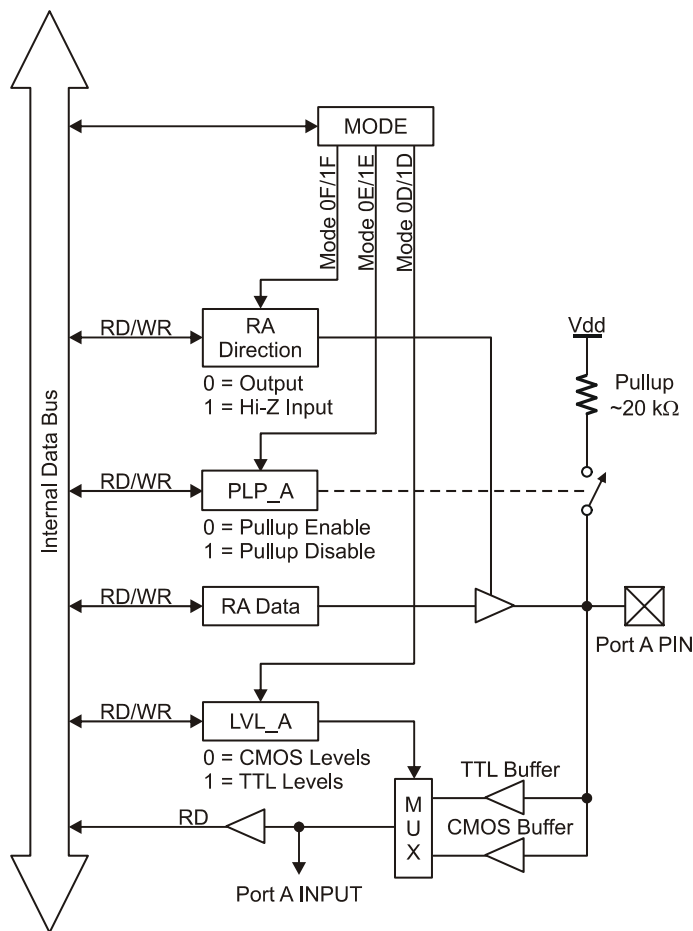 MODE
Mode 0F/1F
Mode 0E/1E
Mode 0D/1D
Internal Data Bus
RD/WR
RA
Direction
0 = Output
1 = Hi-Z Input
Vdd
Pullup
~20 kΩ
RD/WR
PLP_A
0 = Pullup Enable
1 = Pullup Disable
RD/WR
RA Data
Port A PIN
RD/WR
LVL_A
0 = CMOS Levels
1 = TTL Levels
MUX
TTL Buffer
CMOS Buffer
RD
Port A INPUT